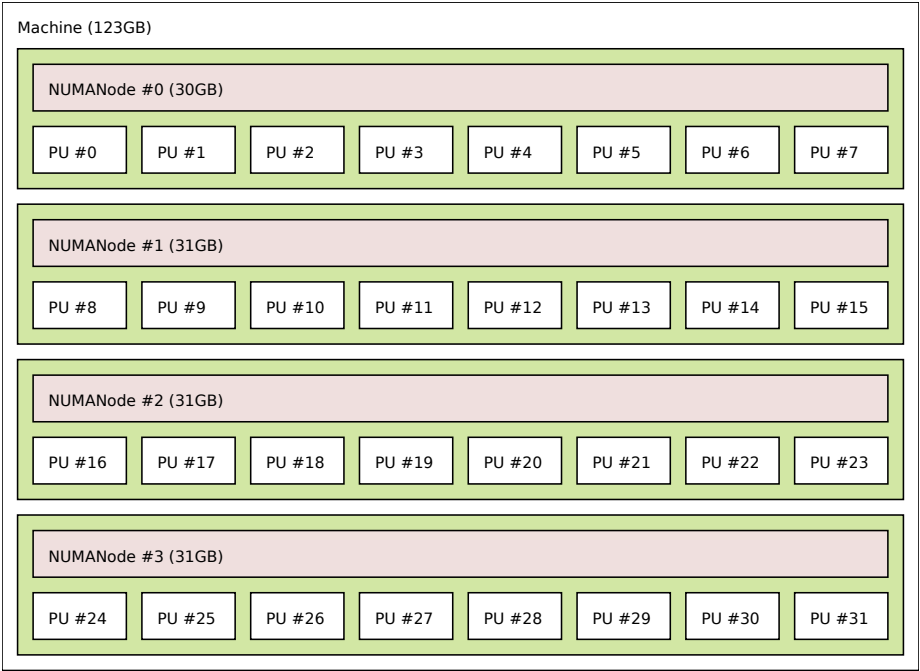 Machine (123GB)
NUMANode #0 (30GB)
PU #0 PU #1 PU #2 PU #3 PU #4 PU #5 PU #6 PU #7
NUMANode #1 (31GB)
PU #8 PU #9 PU #10 PU #11 PU #12 PU #13 PU #14 PU #15
NUMANode #2 (31GB)
PU #16 PU #17 PU #18 PU #19 PU #20 PU #21 PU #22 PU #23
NUMANode #3 (31GB)
PU #24 PU #25 PU #26 PU #27 PU #28 PU #29 PU #30 PU #31